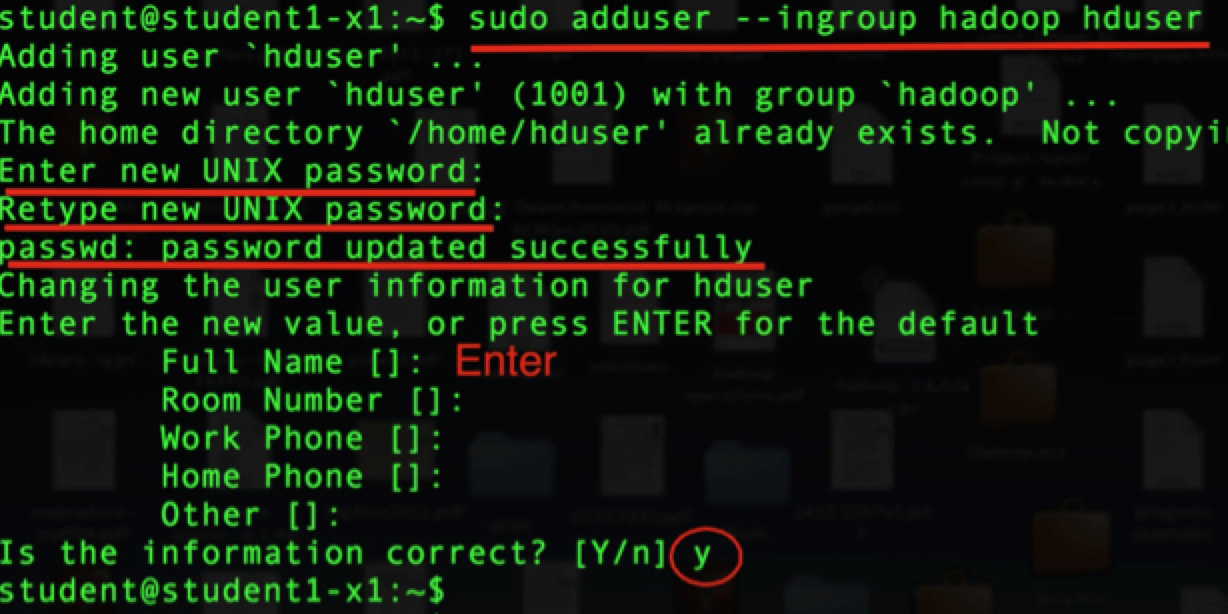 student@student1-x1:~$ sudo adduser --ingroup hadoop hduser
Adding user `hduser' ...
Adding new user `hduser' (1001) with group `hadoop' ...
The home directory `/home/hduser' already exists.  Not copyi
Enter new UNIX password:
Retype new UNIX password:
passwd: password updated successfully
Changing the user information for hduser
Enter the new value, or press ENTER for the default
Full Name []: Enter
Room Number []:
Work Phone []:
Home Phone []:
Other []:
Is the information correct? [Y/n] y
student@student1-x1:~$